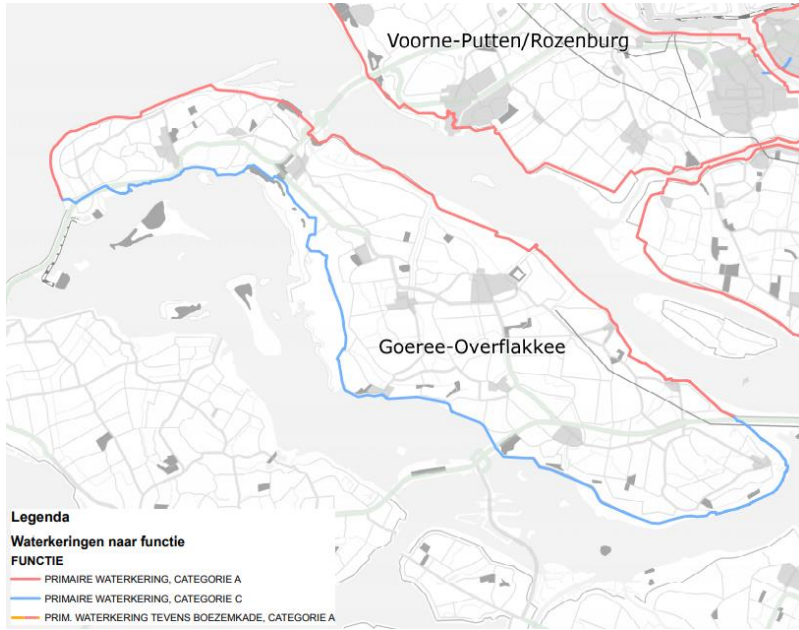 Voorne-Putten/Rozenburg
Goeree-Overflakkee
Legenda
Waterkeringen naar functie
FUNCTIE
PRIMAIRE WATERKERING, CATEGORIE A
PRIMAIRE WATERKERING, CATEGORIE C
PRIM. WATERKERING TEVENS BOEZEMKADE, CATEGORIE A